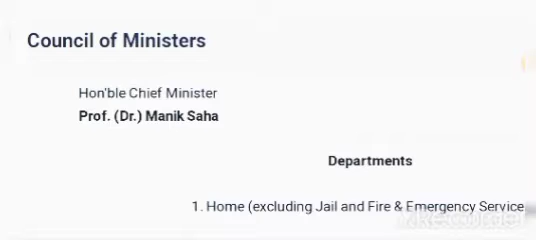 Council of Ministers
Hon'ble Chief Minister
Prof. (Dr.) Manik Saha
Departments
1. Home (excluding Jail and Fire & Emergency Service